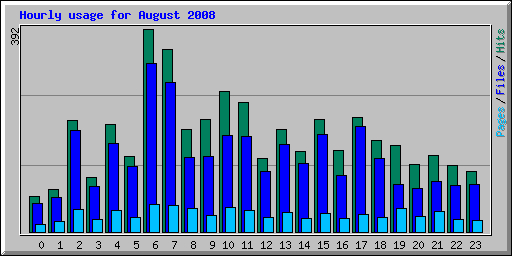 Hourly usage for August 2008
392
Pages / Files / Hits
0 1 2 3 4 5 6 7 8 9 10 11 12 13 14 15 16 17 18 19 20 21 22 23